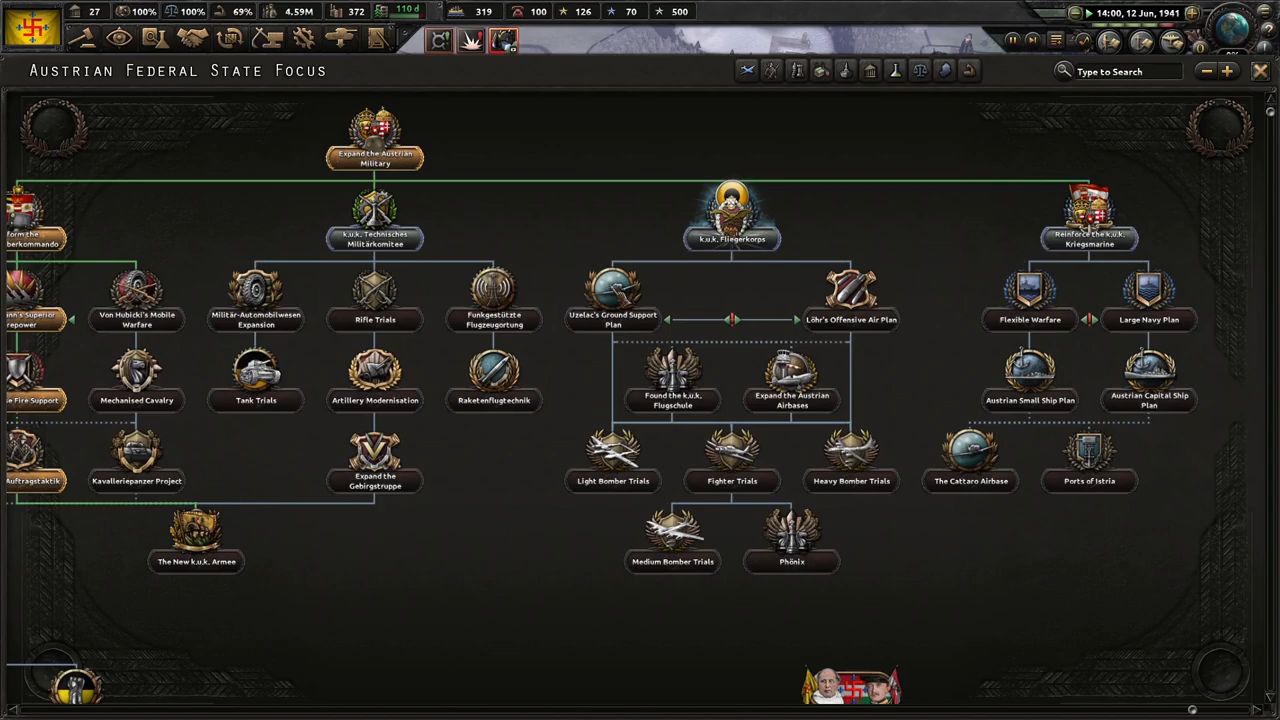 27 100% 100% 69% 4.59M 372 110 d 319 100 126 70 500 14:00, 12 Jun, 1941
AUSTRIAN FEDERAL STATE FOCUS
Type to Search
Expand the Austrian
Military
k.u.k. Technisches
Militärkomitee
k.u.k. Fliegerkorps
Reinforce the k.u.k.
Kriegsmarine
Von Hubicki's Mobile
Warfare
Militär-Automobilwesen
Expansion
Rifle Trials
Funkgestützte
Flugzeugortung
Uzelac's Ground Support
Plan
Löhr's Offensive Air Plan
Flexible Warfare
Large Navy Plan
Fire Support
Mechanised Cavalry
Tank Trials
Artillery Modernisation
Raketenflugtechnik
Found the k.u.k.
Flugschule
Expand the Austrian
Airbases
Austrian Small Ship Plan
Austrian Capital Ship
Plan
Auftragstaktik
Kavalleriepanzer Project
Expand the
Gebirgstruppe
Light Bomber Trials
Fighter Trials
Heavy Bomber Trials
The Cattaro Airbase
Ports of Istria
The New k.u.k. Armee
Medium Bomber Trials
Phönix